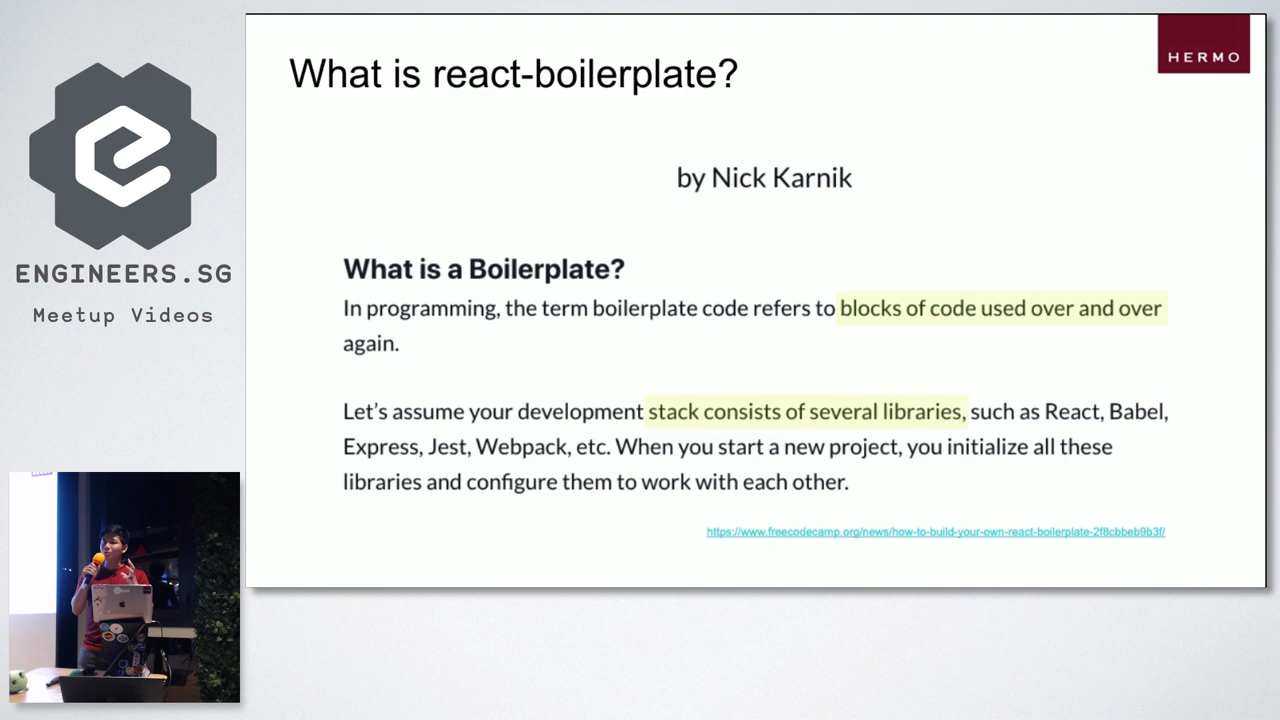 What is react-boilerplate?
HERMO
by Nick Karnik
What is a Boilerplate?
In programming, the term boilerplate code refers to blocks of code used over and over
again.
Let's assume your development stack consists of several libraries, such as React, Babel,
Express, Jest, Webpack, etc. When you start a new project, you initialize all these
libraries and configure them to work with each other.
https://www.freecodecamp.org/news/how-to-build-your-own-react-boilerplate-2f8cbbeb9b3f/
ENGINEERS.SG
Meetup Videos